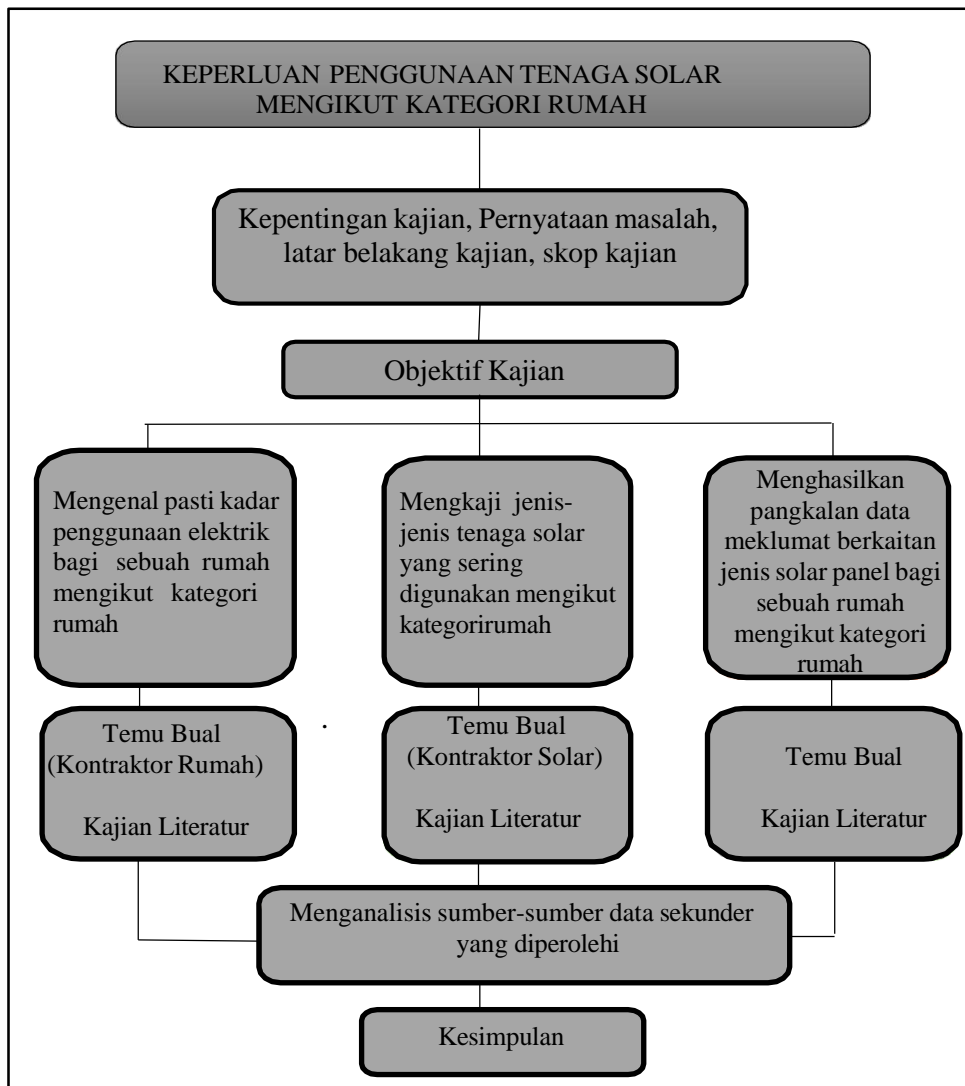 KEPERLUAN PENGGUNAAN TENAGA SOLAR
MENGIKUT KATEGORI RUMAH
Kepentingan kajian, Pernyataan masalah,
latar belakang kajian, skop kajian
Objektif Kajian
Mengenal pasti kadar
penggunaan elektrik
bagi sebuah rumah
mengikut kategori
rumah
Mengkaji jenis-
jenis tenaga solar
yang sering
digunakan mengikut
kategorirumah
Menghasilkan
pangkalan data
meklumat berkaitan
jenis solar panel bagi
sebuah rumah
mengikut kategori
rumah
Temu Bual
(Kontraktor Rumah)
Kajian Literatur
.
Temu Bual
(Kontraktor Solar)
Kajian Literatur
Temu Bual
Kajian Literatur
Menganalisis sumber-sumber data sekunder
yang diperolehi
Kesimpulan